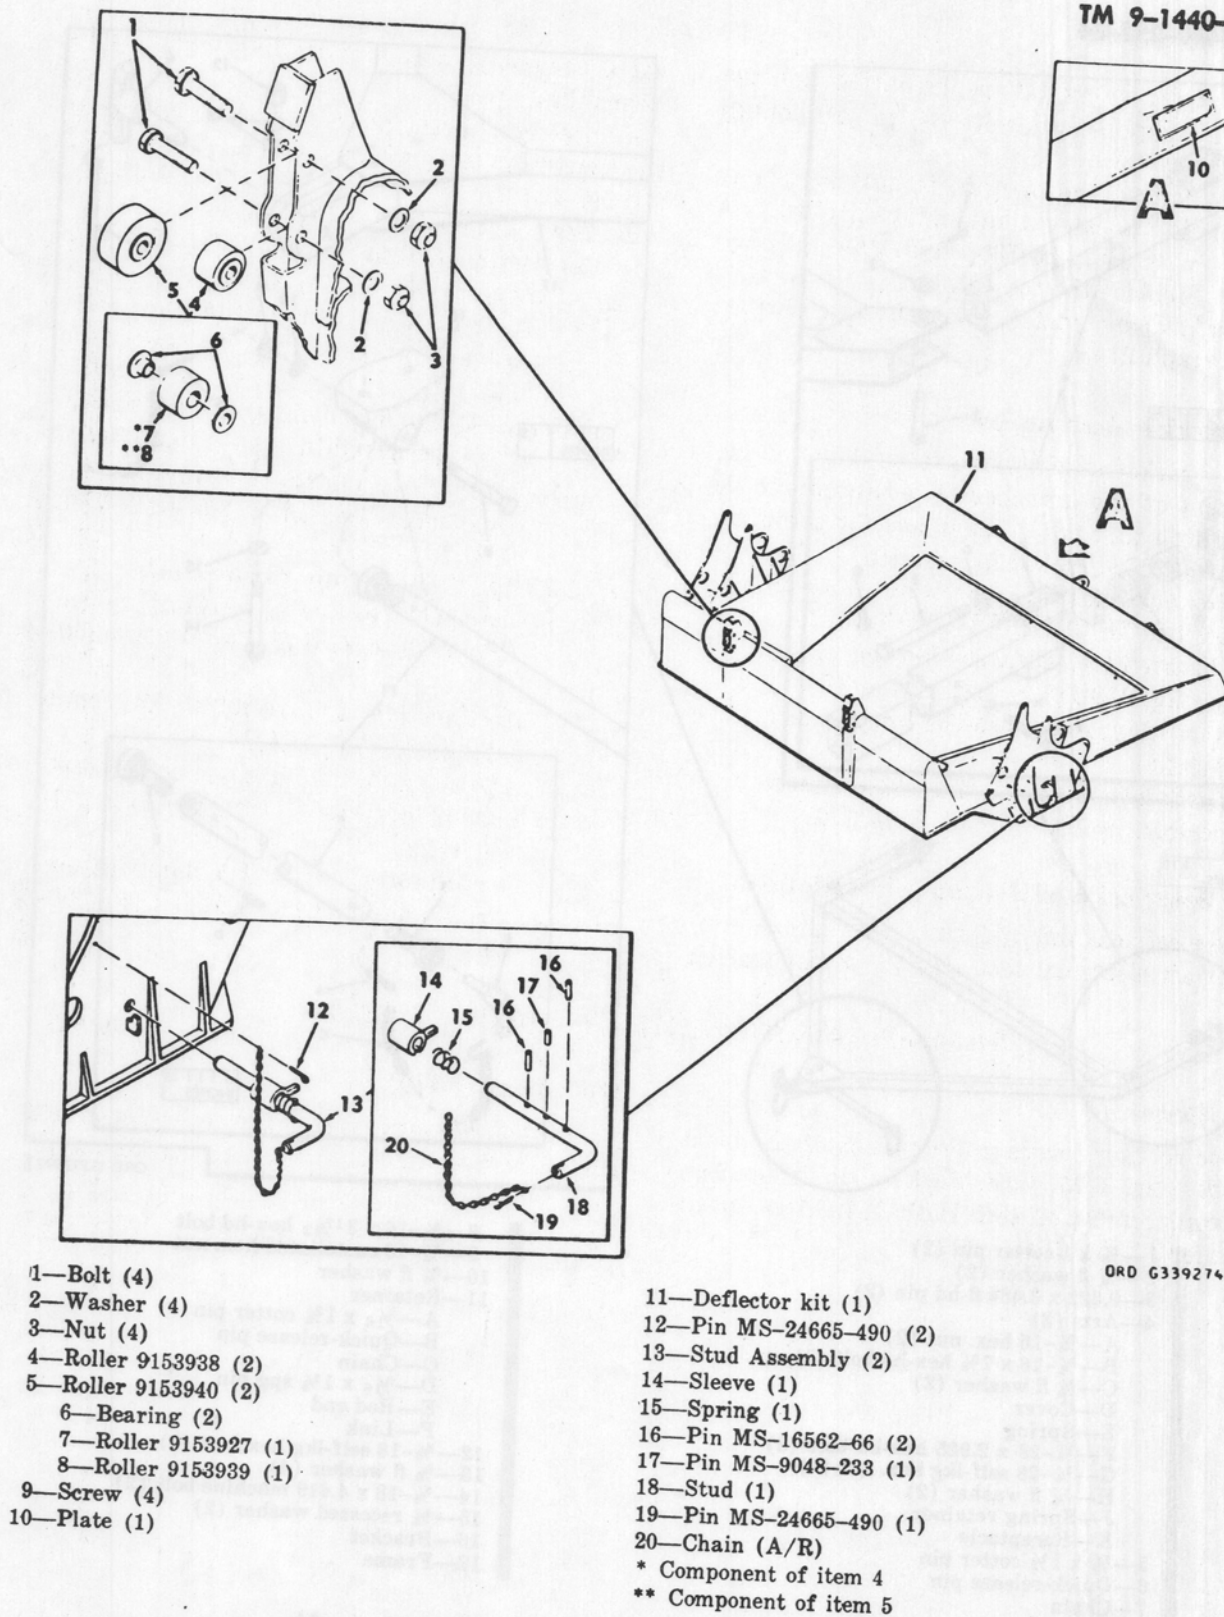 TM 9-1440-
1
2
2
3
5
4
6
*7
**8
10
A
11
A
12
13
14
15
16
17
16
18
19
20
ORD G339274
1—Bolt (4)
2—Washer (4)
3—Nut (4)
4—Roller 9153938 (2)
5—Roller 9153940 (2)
6—Bearing (2)
7—Roller 9153927 (1)
8—Roller 9153939 (1)
9—Screw (4)
10—Plate (1)
11—Deflector kit (1)
12—Pin MS-24665-490 (2)
13—Stud Assembly (2)
14—Sleeve (1)
15—Spring (1)
16—Pin MS-16562-66 (2)
17—Pin MS-9048-233 (1)
18—Stud (1)
19—Pin MS-24665-490 (1)
20—Chain (A/R)
* Component of item 4
** Component of item 5